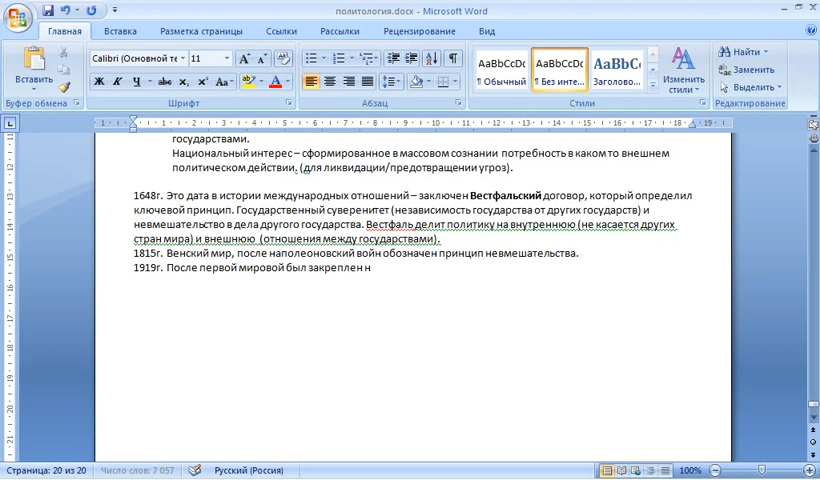 политология.docx - Microsoft Word
Главная Вставка Разметка страницы Ссылки Рассылки Рецензирование Вид
Calibri (Основной те 11
AaBbCcDc AaBbCcDc AaBbC
Вставить
Ж К Ч abc x₂ x² Aa
¶ Обычный ¶ Без инте... Заголово...
Изменить стили
Найти
Заменить
Выделить
Буфер обмена Шрифт Абзац Стили Редактирование
государствами.
Национальный интерес – сформированное в массовом сознании потребность в каком то внешнем
политическом действии. (для ликвидации/предотвращении угроз).
1648г. Это дата в истории международных отношений – заключен Вестфальский договор, который определил
ключевой принцип. Государственный суверенитет (независимость государства от других государств) и
невмешательство в дела другого государства. Вестфаль делит политику на внутреннюю (не касается других
стран мира) и внешнюю (отношения между государствами).
1815г. Венский мир, после наполеоновский войн обозначен принцип невмешательства.
1919г. После первой мировой был закреплен н
Страница: 20 из 20 Число слов: 7 057 Русский (Россия) 100%